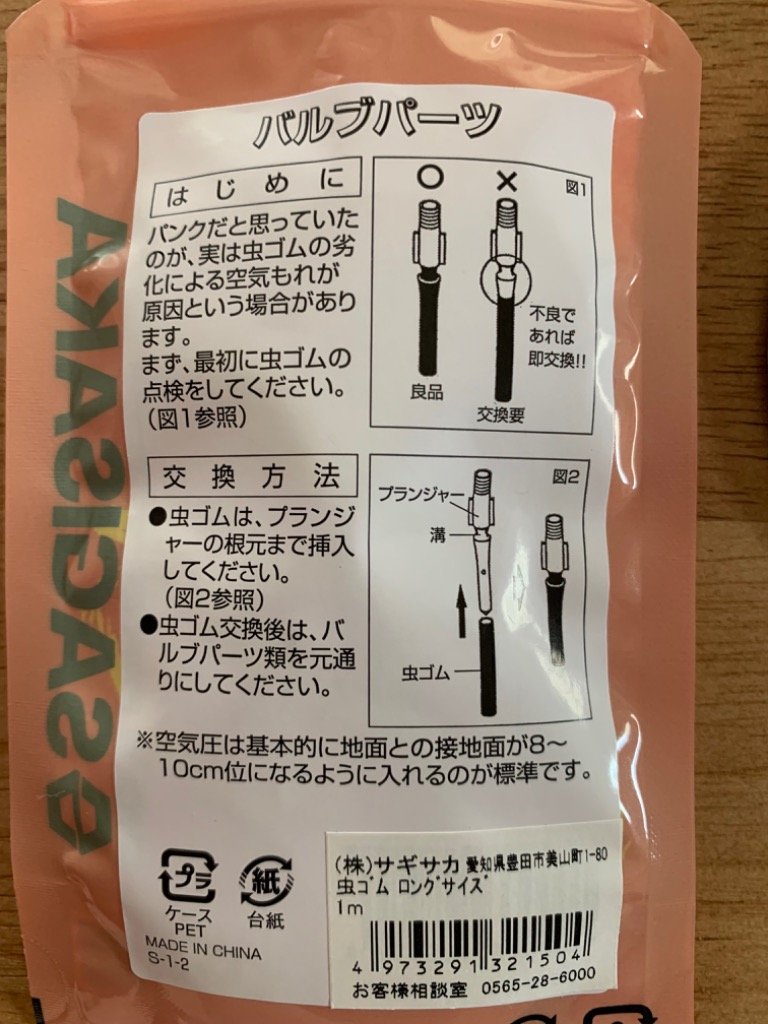 バルブパーツ
はじめに
パンクだと思っていた
のが、実は虫ゴムの劣
化による空気もれが
原因という場合があり
ます。
まず、最初に虫ゴムの
点検をしてください。
(図1参照)
○
×
図1
不良で
あれば
即交換!!
良品
交換要
交換方法
●虫ゴムは、プランジ
ャーの根元まで挿入
してください。
(図2参照)
●虫ゴム交換後は、バ
ルブパーツ類を元通
りにしてください。
図2
プランジャー
溝
虫ゴム
※空気圧は基本的に地面との接地面が8〜
10cm位になるように入れるのが標準です。
プラ
ケース
PET
紙
台紙
MADE IN CHINA
S-1-2
(株)サギサカ 愛知県豊田市美山町1-80
虫ゴム ロングサイズ
1m
4 973291 321504
お客様相談室 0565-28-6000
SAGISAKA